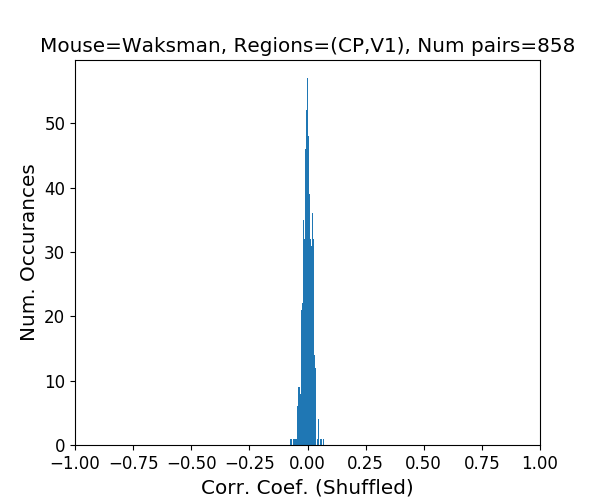 Mouse=Waksman, Regions=(CP,V1), Num pairs=858
Num. Occurances
50
40
30
20
10
0
−1.00 −0.75 −0.50 −0.25 0.00 0.25 0.50 0.75 1.00
Corr. Coef. (Shuffled)